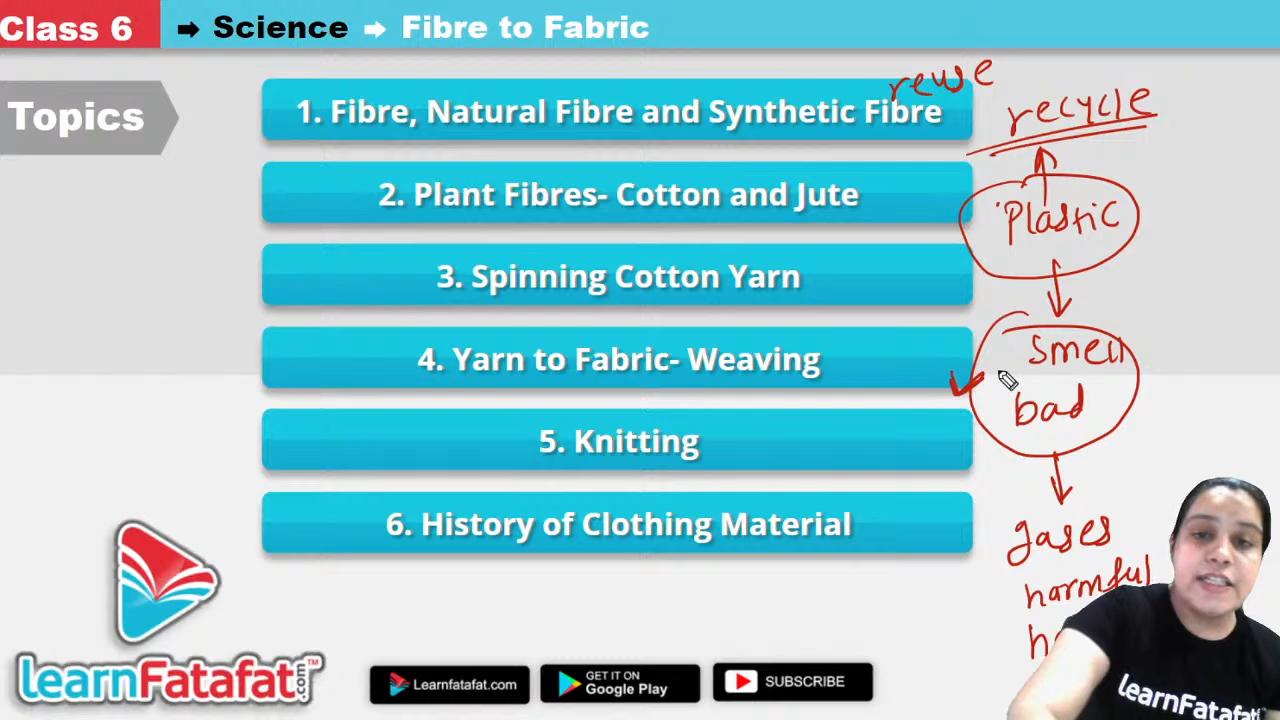 Class 6 ➡ Science ➡ Fibre to Fabric
Topics
1. Fibre, Natural Fibre and Synthetic Fibre
2. Plant Fibres- Cotton and Jute
3. Spinning Cotton Yarn
4. Yarn to Fabric- Weaving
5. Knitting
6. History of Clothing Material
reuse
recycle
Plastic
smell
bad
gases
harmful
learnFatafat.com™
Learnfatafat.com
GET IT ON
Google Play
SUBSCRIBE
learnFatafat